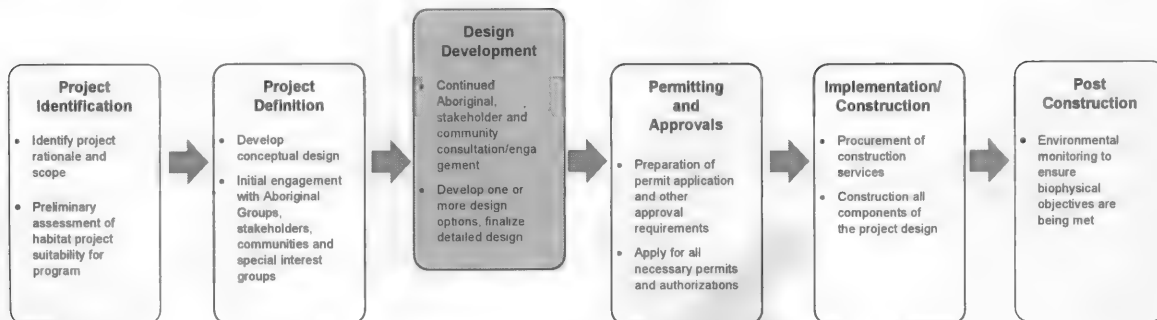 Project
Identification
• Identify project
rationale and
scope
• Preliminary
assessment of
habitat project
suitability for
program
Project
Definition
• Develop
conceptual design
• Initial engagement
with Aboriginal
Groups,
stakeholders,
communities and
special interest
groups
Design
Development
• Continued
Aboriginal,
stakeholder and
community
consultation/enga
gement
• Develop one or
more design
options, finalize
detailed design
Permitting
and
Approvals
• Preparation of
permit application
and other
approval
requirements
• Apply for all
necessary permits
and authorizations
Implementation/
Construction
• Procurement of
construction
services
• Construction all
components of
the project design
Post
Construction
• Environmental
monitoring to
ensure
biophysical
objectives are
being met